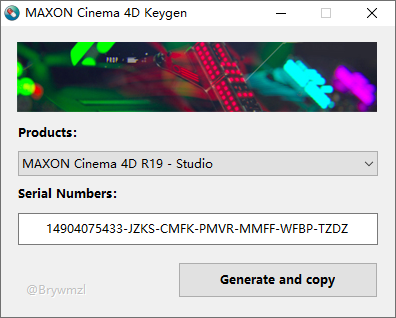 MAXON Cinema 4D Keygen
Products:
MAXON Cinema 4D R19 - Studio
Serial Numbers:
14904075433-JZKS-CMFK-PMVR-MMFF-WFBP-TZDZ
@Brywmzl
Generate and copy